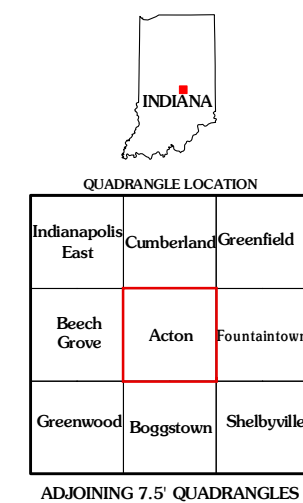 INDIANA
QUADRANGLE LOCATION
Indianapolis
East
Cumberland
Greenfield
Beech
Grove
Acton
Fountaintown
Greenwood
Boggstown
Shelbyville
ADJOINING 7.5' QUADRANGLES